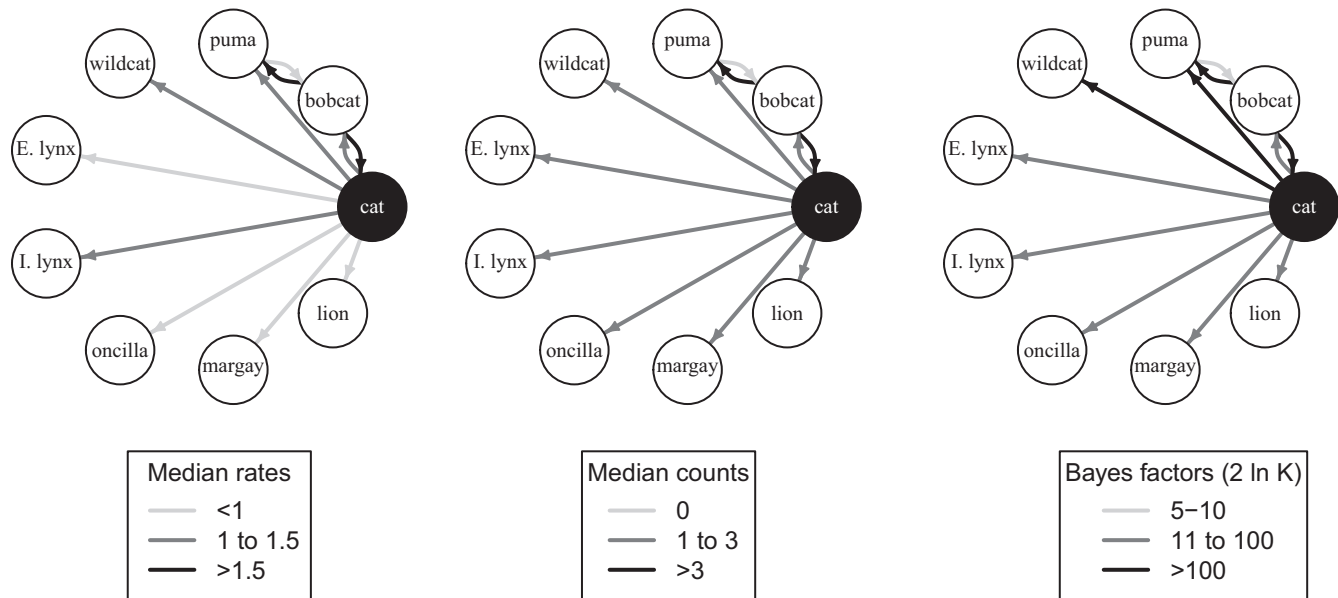 puma
wildcat
bobcat
E. lynx
cat
I. lynx
lion
oncilla
margay
Median rates
<1
1 to 1.5
>1.5
puma
wildcat
bobcat
E. lynx
cat
I. lynx
lion
oncilla
margay
Median counts
0
1 to 3
>3
puma
wildcat
bobcat
E. lynx
cat
I. lynx
lion
oncilla
margay
Bayes factors (2 ln K)
5−10
11 to 100
>100